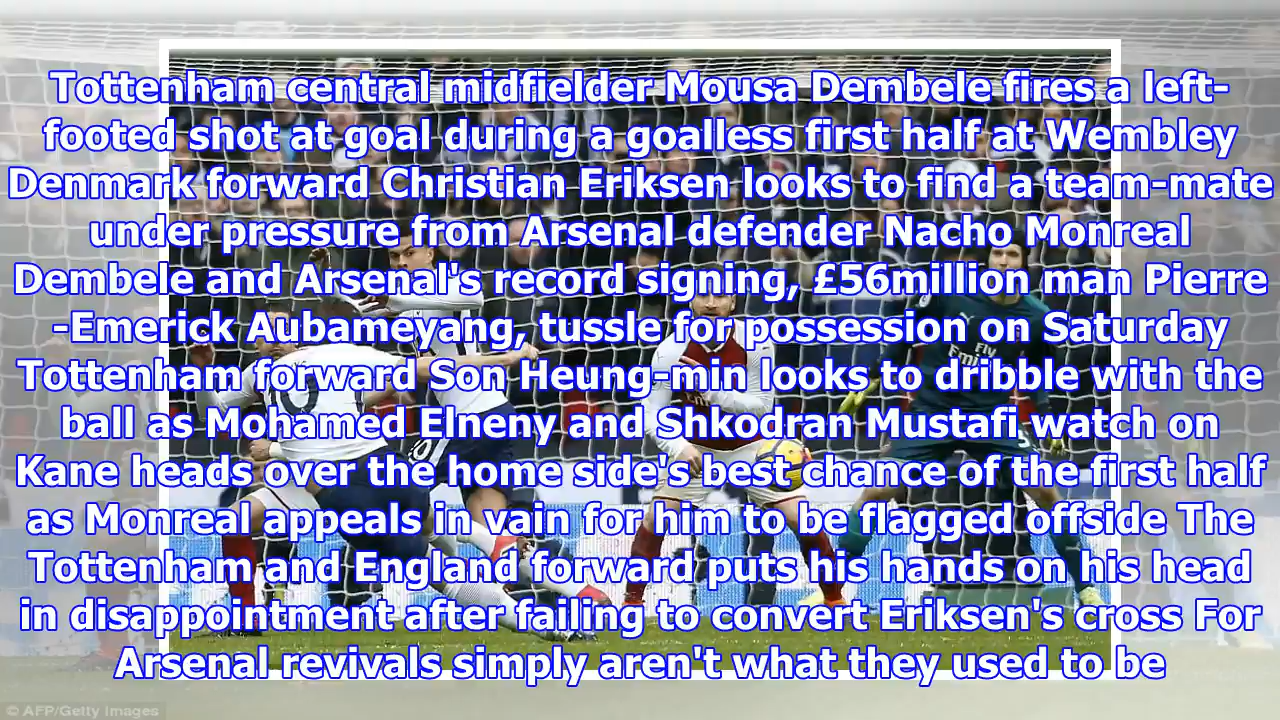 Tottenham central midfielder Mousa Dembele fires a left-
footed shot at goal during a goalless first half at Wembley
Denmark forward Christian Eriksen looks to find a team-mate
under pressure from Arsenal defender Nacho Monreal
Dembele and Arsenal's record signing, £56million man Pierre
-Emerick Aubameyang, tussle for possession on Saturday
Tottenham forward Son Heung-min looks to dribble with the
ball as Mohamed Elneny and Shkodran Mustafi watch on
Kane heads over the home side's best chance of the first half
as Monreal appeals in vain for him to be flagged offside The
Tottenham and England forward puts his hands on his head
in disappointment after failing to convert Eriksen's cross For
Arsenal revivals simply aren't what they used to be
Fly
Emirates
19
20
© AFP/Getty Images